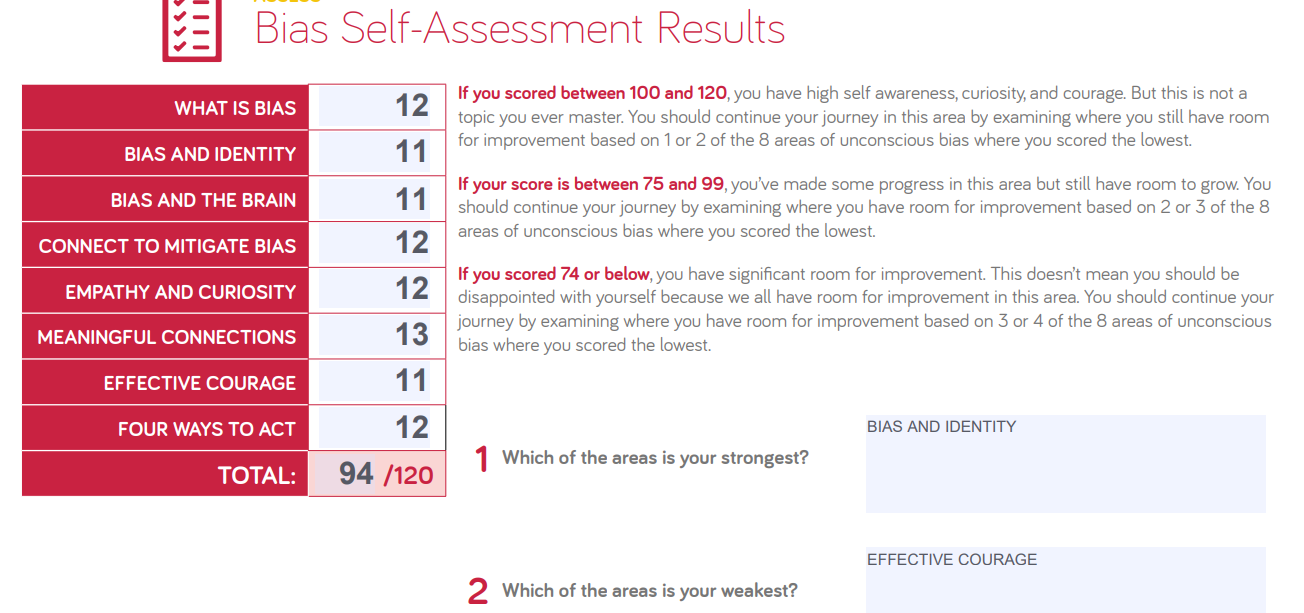 Bias Self-Assessment Results
WHAT IS BIAS 12
BIAS AND IDENTITY 11
BIAS AND THE BRAIN 11
CONNECT TO MITIGATE BIAS 12
EMPATHY AND CURIOSITY 12
MEANINGFUL CONNECTIONS 13
EFFECTIVE COURAGE 11
FOUR WAYS TO ACT 12
TOTAL: 94 /120
If you scored between 100 and 120, you have high self awareness, curiosity, and courage. But this is not a
topic you ever master. You should continue your journey in this area by examining where you still have room
for improvement based on 1 or 2 of the 8 areas of unconscious bias where you scored the lowest.
If your score is between 75 and 99, you've made some progress in this area but still have room to grow. You
should continue your journey by examining where you have room for improvement based on 2 or 3 of the 8
areas of unconscious bias where you scored the lowest.
If you scored 74 or below, you have significant room for improvement. This doesn't mean you should be
disappointed with yourself because we all have room for improvement in this area. You should continue your
journey by examining where you have room for improvement based on 3 or 4 of the 8 areas of unconscious
bias where you scored the lowest.
1 Which of the areas is your strongest?
BIAS AND IDENTITY
2 Which of the areas is your weakest?
EFFECTIVE COURAGE